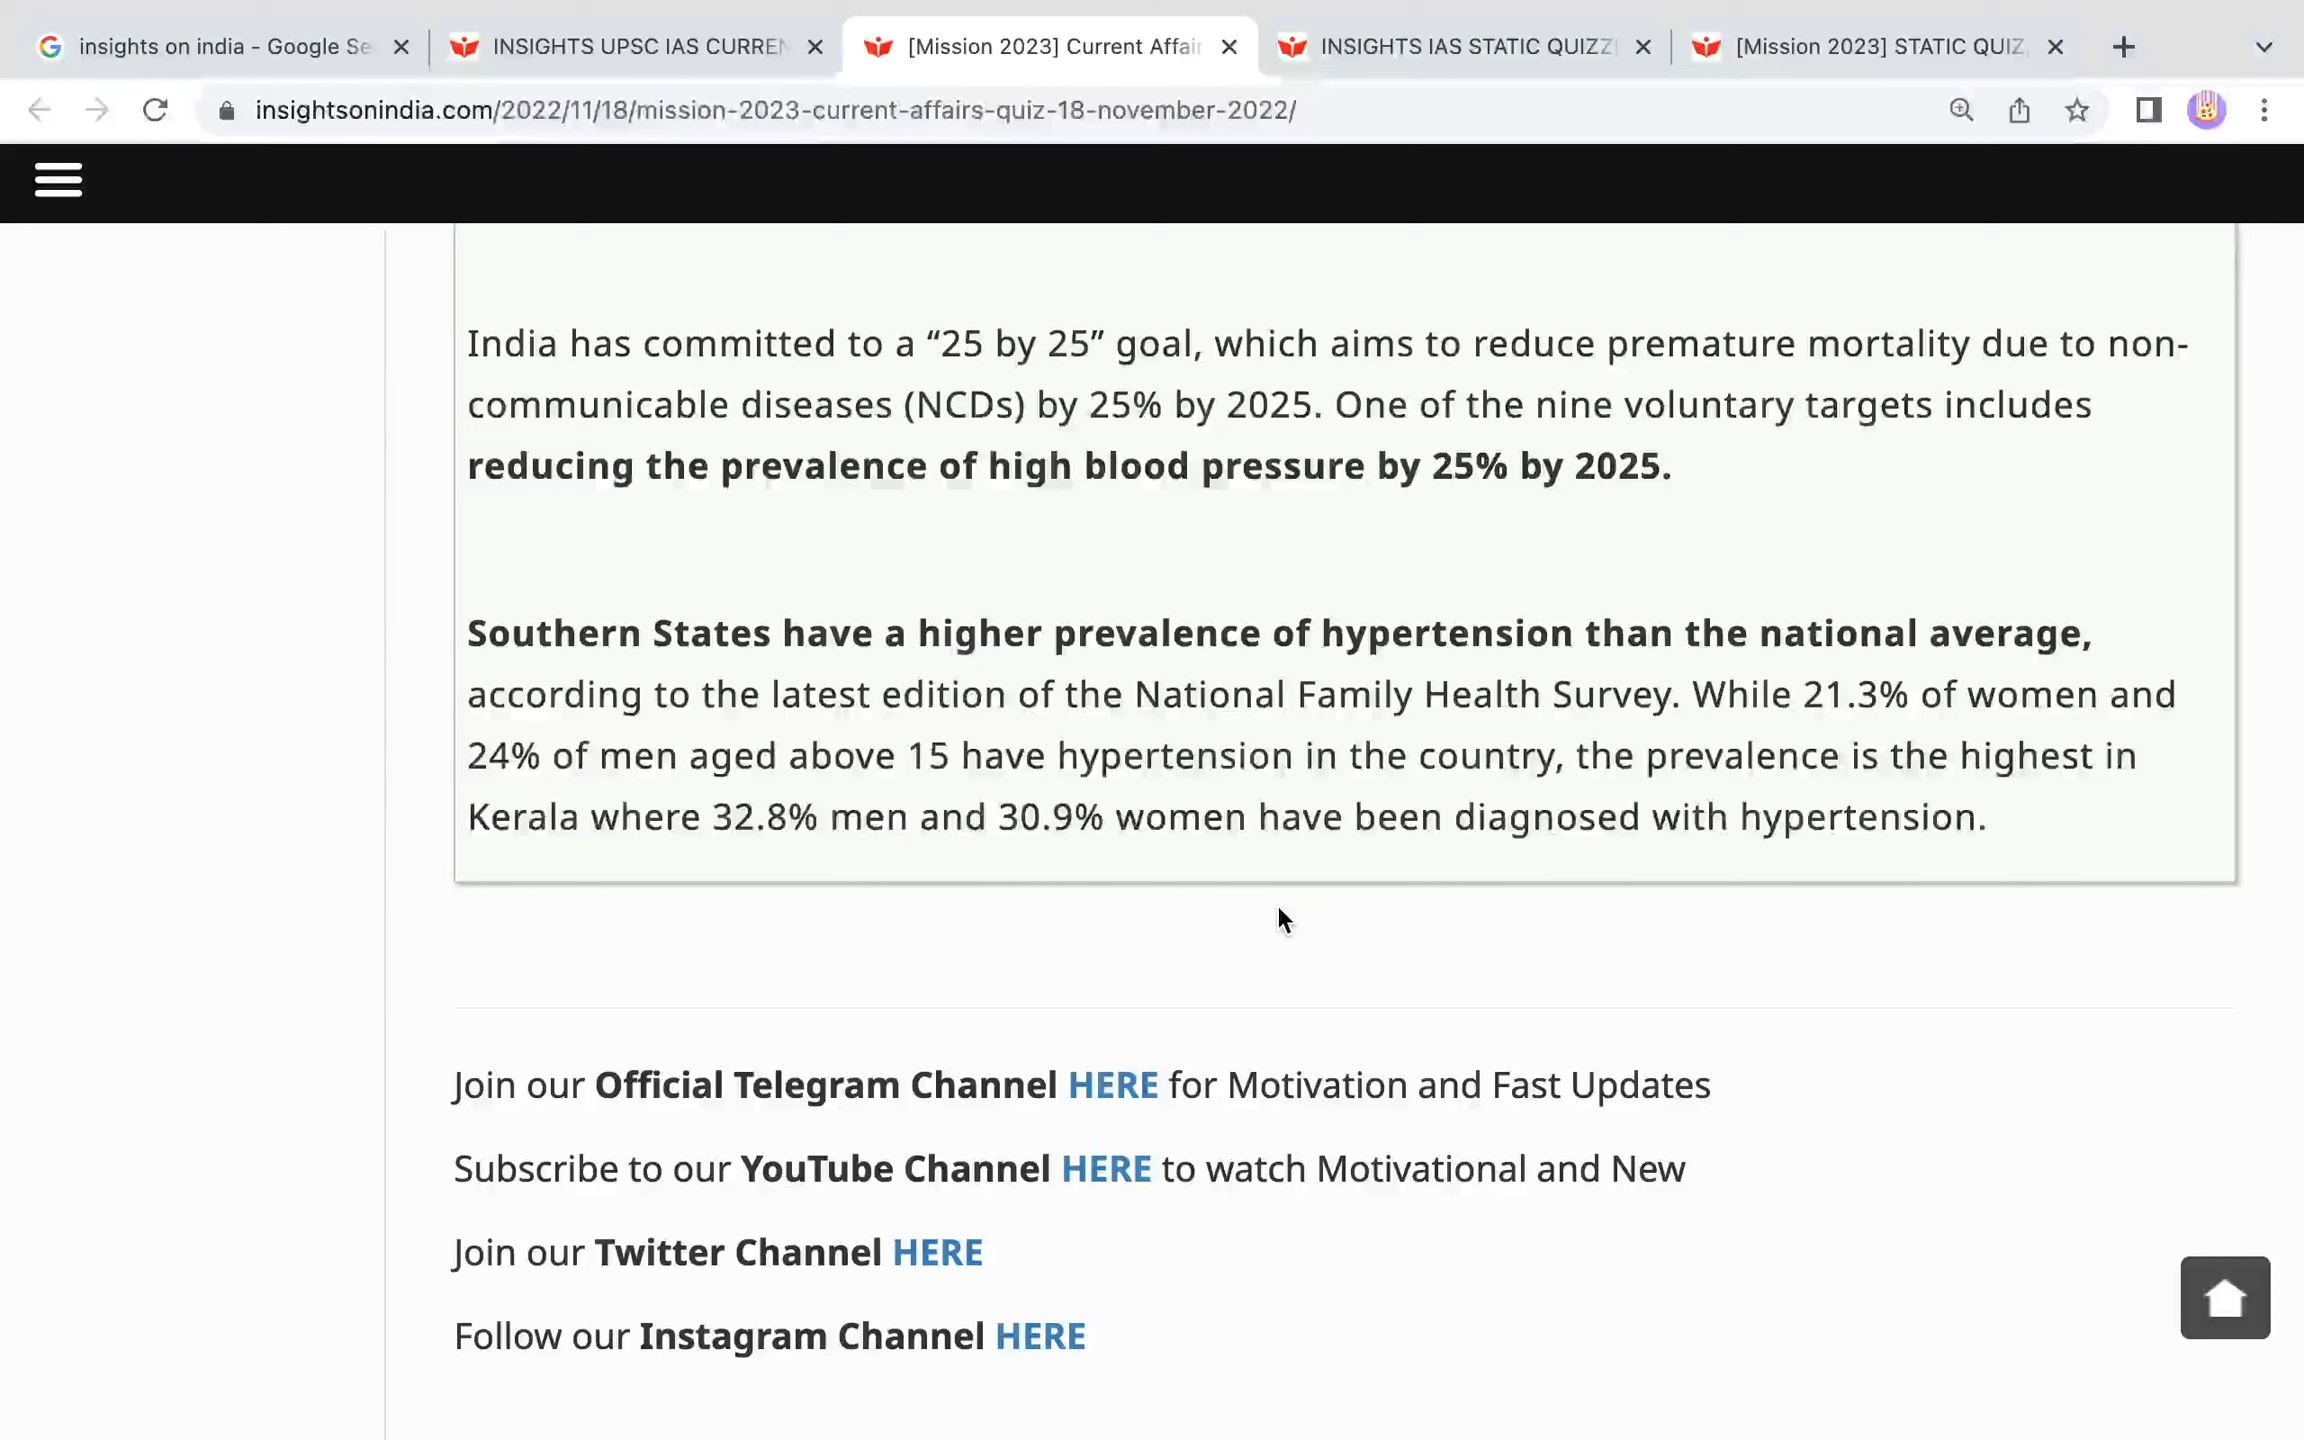 insights on india - Google Se
INSIGHTS UPSC IAS CURREN
[Mission 2023] Current Affair
INSIGHTS IAS STATIC QUIZZ
[Mission 2023] STATIC QUIZ,
insightsonindia.com/2022/11/18/mission-2023-current-affairs-quiz-18-november-2022/
India has committed to a “25 by 25” goal, which aims to reduce premature mortality due to non-
communicable diseases (NCDs) by 25% by 2025. One of the nine voluntary targets includes
reducing the prevalence of high blood pressure by 25% by 2025.
Southern States have a higher prevalence of hypertension than the national average,
according to the latest edition of the National Family Health Survey. While 21.3% of women and
24% of men aged above 15 have hypertension in the country, the prevalence is the highest in
Kerala where 32.8% men and 30.9% women have been diagnosed with hypertension.
Join our Official Telegram Channel HERE for Motivation and Fast Updates
Subscribe to our YouTube Channel HERE to watch Motivational and New
Join our Twitter Channel HERE
Follow our Instagram Channel HERE